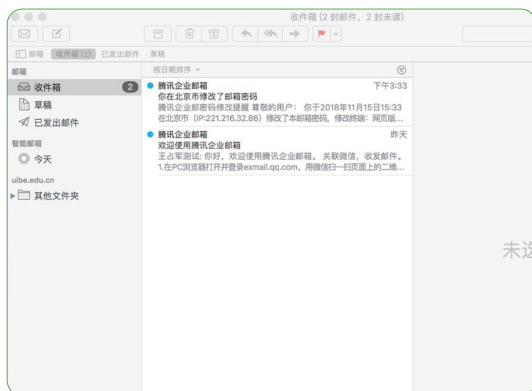 收件箱 (2 封邮件, 2 封未读)
邮箱 收件箱 (2) 已发出邮件 草稿
邮箱
收件箱 2
草稿
已发出邮件
智能邮箱
今天
uibe.edu.cn
其他文件夹
按日期排序
腾讯企业邮箱 下午3:33
你在北京市修改了邮箱密码
腾讯企业邮密码修改提醒 尊敬的用户: 你于2018年11月15日15:33
在北京市 (IP:221.216.32.86) 修改了本邮箱密码, 修改终端: 网页版...
腾讯企业邮箱 昨天
欢迎使用腾讯企业邮箱
王占军测试: 你好, 欢迎使用腾讯企业邮箱。 关联微信, 收发邮件。
1.在PC浏览器打开并登录exmail.qq.com, 用微信扫一扫页面上的二维...
未选